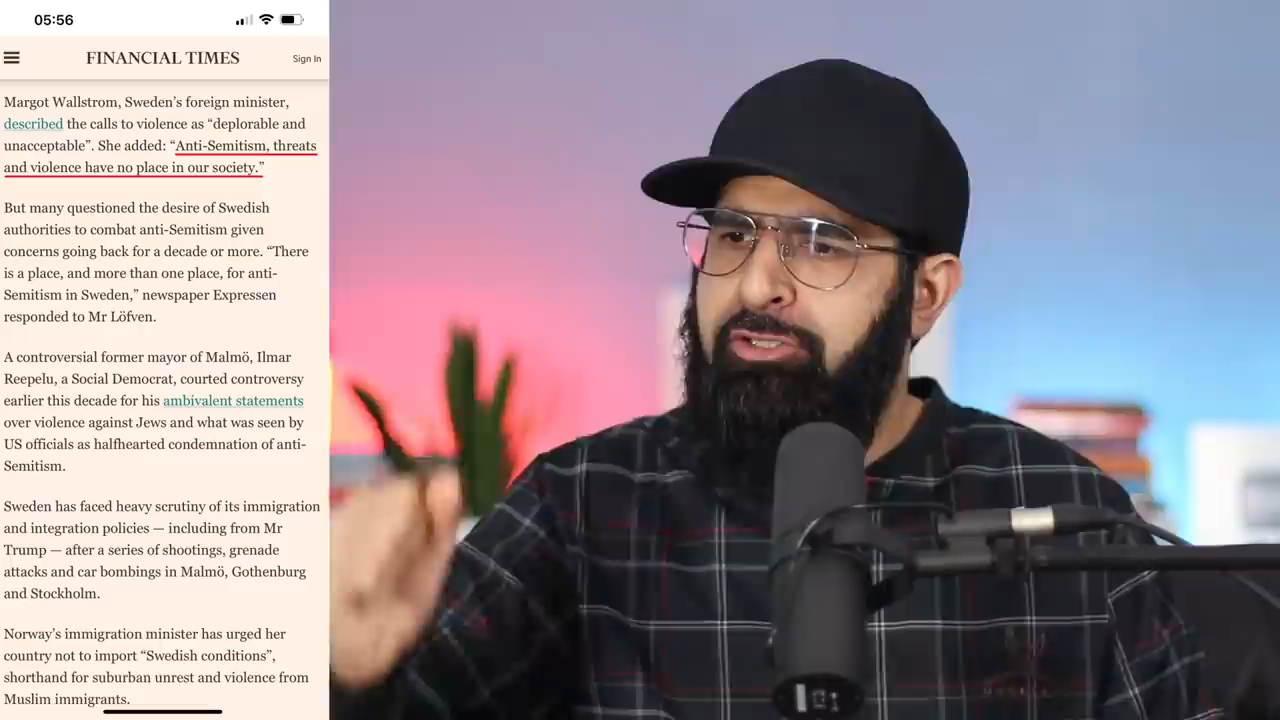 05:56
FINANCIAL TIMES
Sign In
Margot Wallstrom, Sweden’s foreign minister,
described the calls to violence as “deplorable and
unacceptable”. She added: “Anti-Semitism, threats
and violence have no place in our society.”
But many questioned the desire of Swedish
authorities to combat anti-Semitism given
concerns going back for a decade or more. “There
is a place, and more than one place, for anti-
Semitism in Sweden,” newspaper Expressen
responded to Mr Löfven.
A controversial former mayor of Malmö, Ilmar
Reepelu, a Social Democrat, courted controversy
earlier this decade for his ambivalent statements
over violence against Jews and what was seen by
US officials as halfhearted condemnation of anti-
Semitism.
Sweden has faced heavy scrutiny of its immigration
and integration policies — including from Mr
Trump — after a series of shootings, grenade
attacks and car bombings in Malmö, Gothenburg
and Stockholm.
Norway’s immigration minister has urged her
country not to import “Swedish conditions”,
shorthand for suburban unrest and violence from
Muslim immigrants.